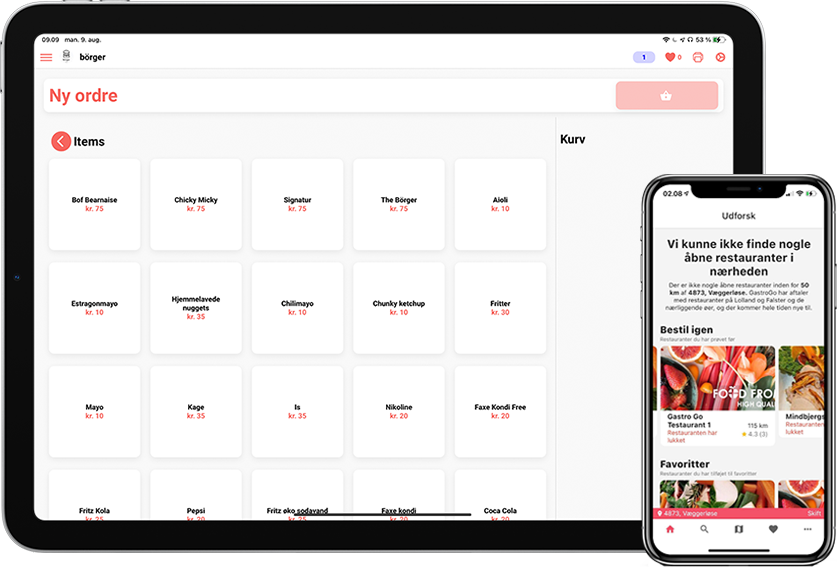 09.09 man. 9. aug.
53 %
börger
1
0
Ny ordre
Items
Kurv
Bof Bearnaise
kr. 75
Chicky Micky
kr. 75
Signatur
kr. 75
The Börger
kr. 75
Aioli
kr. 10
Estragonmayo
kr. 10
Hjemmelavede
nuggets
kr. 35
Chilimayo
kr. 10
Chunky ketchup
kr. 10
Fritter
kr. 30
Mayo
kr. 10
Kage
kr. 35
Is
kr. 35
Nikoline
kr. 20
Faxe Kondi Free
kr. 20
Fritz Kola
kr. 25
Pepsi
kr. 20
Fritz øko sodavand
kr. 25
Faxe kondi
kr. 20
Coca Cola
kr. 25
02.08
Udforsk
Vi kunne ikke finde nogle
åbne restauranter i
nærheden
Der er ikke nogle åbne restauranter inden for 50
km af 4873, Væggerløse. GastroGo har aftaler
med restauranter på Lolland og Falster og de
nærliggende øer, og der kommer hele tiden nye til.
Bestil igen
Restauranter du har prøvet før
FOOD FROM
HIGH QUAL
Gastro Go
Testaurant 1
115 km
Restauranten har
lukket
4.3 (3)
Mindbjergs
Restauranten
lukket
Favoritter
Restauranter du har tilføjet til favoritter
4873, Væggerløse
Skift